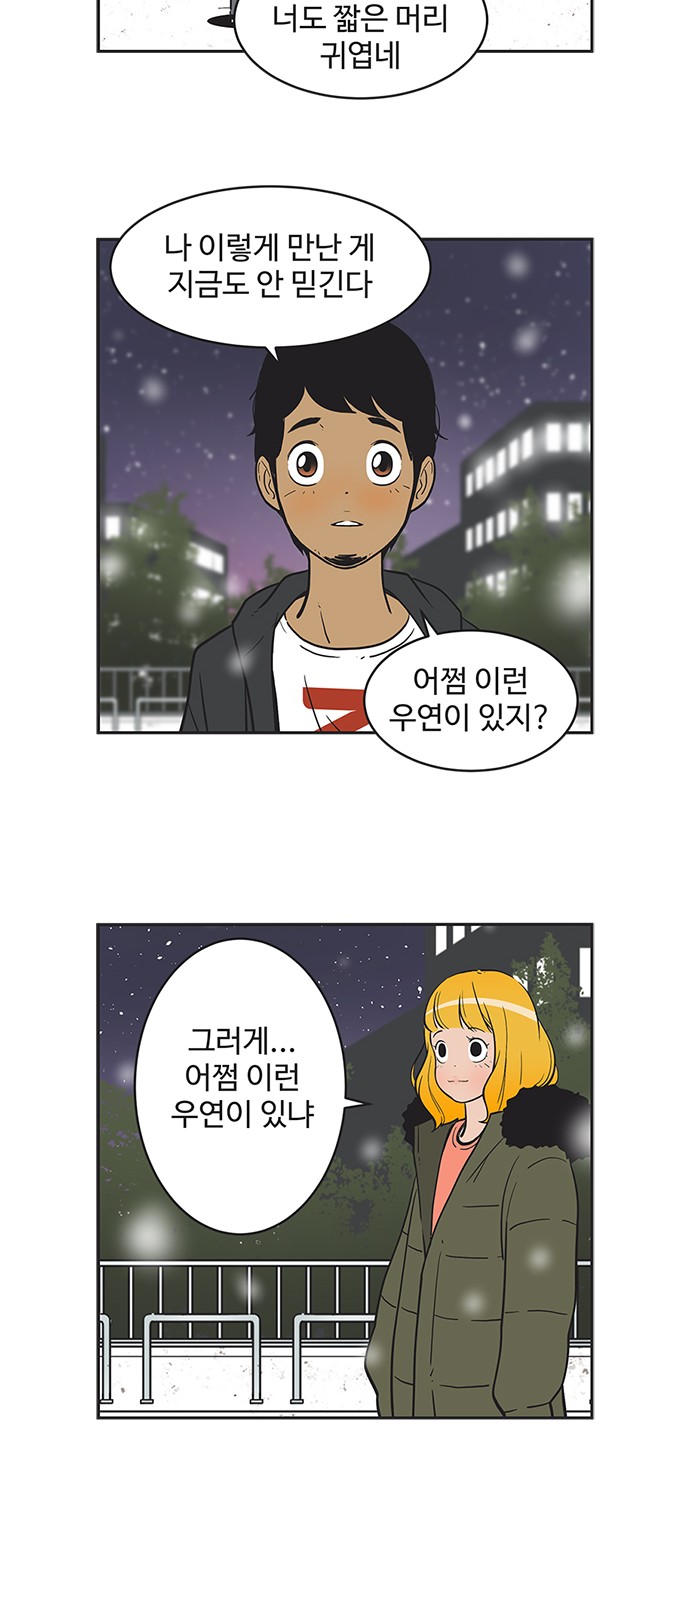 너도 짧은 머리
귀엽네
나 이렇게 만난 게
지금도 안 믿긴다
어쩜 이런
우연이 있지?
그러게...
어쩜 이런
우연이 있냐